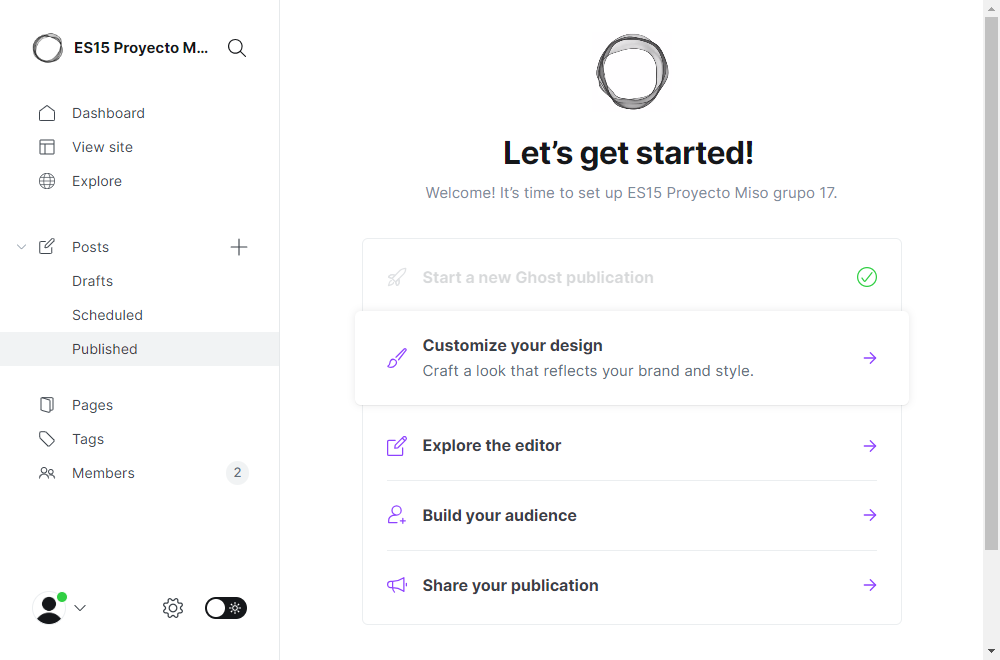 ES15 Proyecto M...
Dashboard
View site
Explore
Posts
Drafts
Scheduled
Published
Pages
Tags
Members
2
Let’s get started!
Welcome! It’s time to set up ES15 Proyecto Miso grupo 17.
Start a new Ghost publication
Customize your design
Craft a look that reflects your brand and style.
Explore the editor
Build your audience
Share your publication